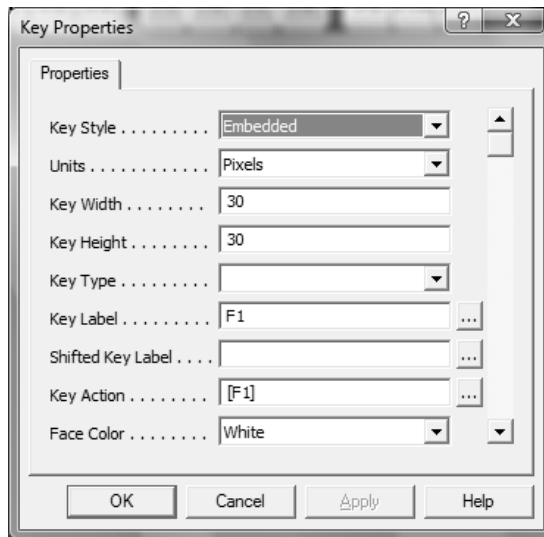 Key Properties
Properties
Key Style . . . . . . . . . Embedded
Units . . . . . . . . . . . . Pixels
Key Width . . . . . . . . 30
Key Height . . . . . . . . 30
Key Type . . . . . . . . .
Key Label . . . . . . . . . F1 ...
Shifted Key Label . . . . ...
Key Action . . . . . . . . [F1] ...
Face Color . . . . . . . . White
OK Cancel Apply Help